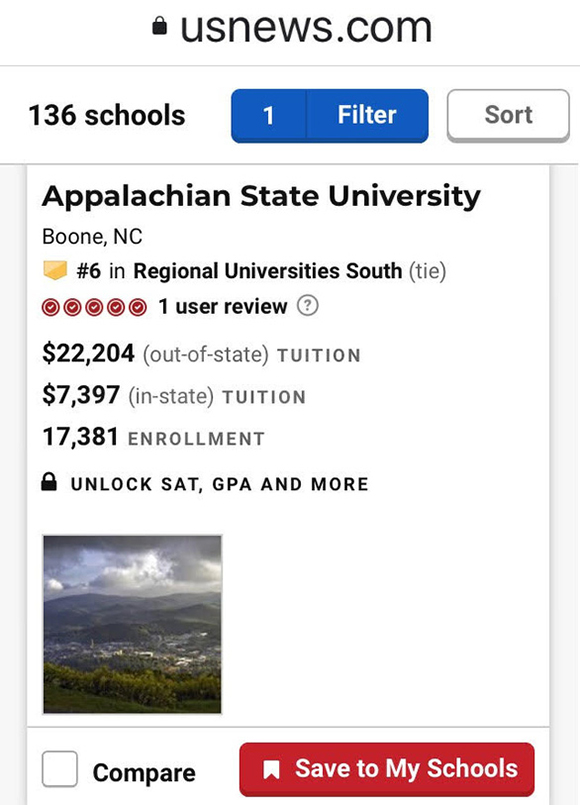 usnews.com
136 schools
1 Filter
Sort
Appalachian State University
Boone, NC
#6 in Regional Universities South (tie)
1 user review ?
$22,204 (out-of-state) TUITION
$7,397 (in-state) TUITION
17,381 ENROLLMENT
UNLOCK SAT, GPA AND MORE
Compare
Save to My Schools